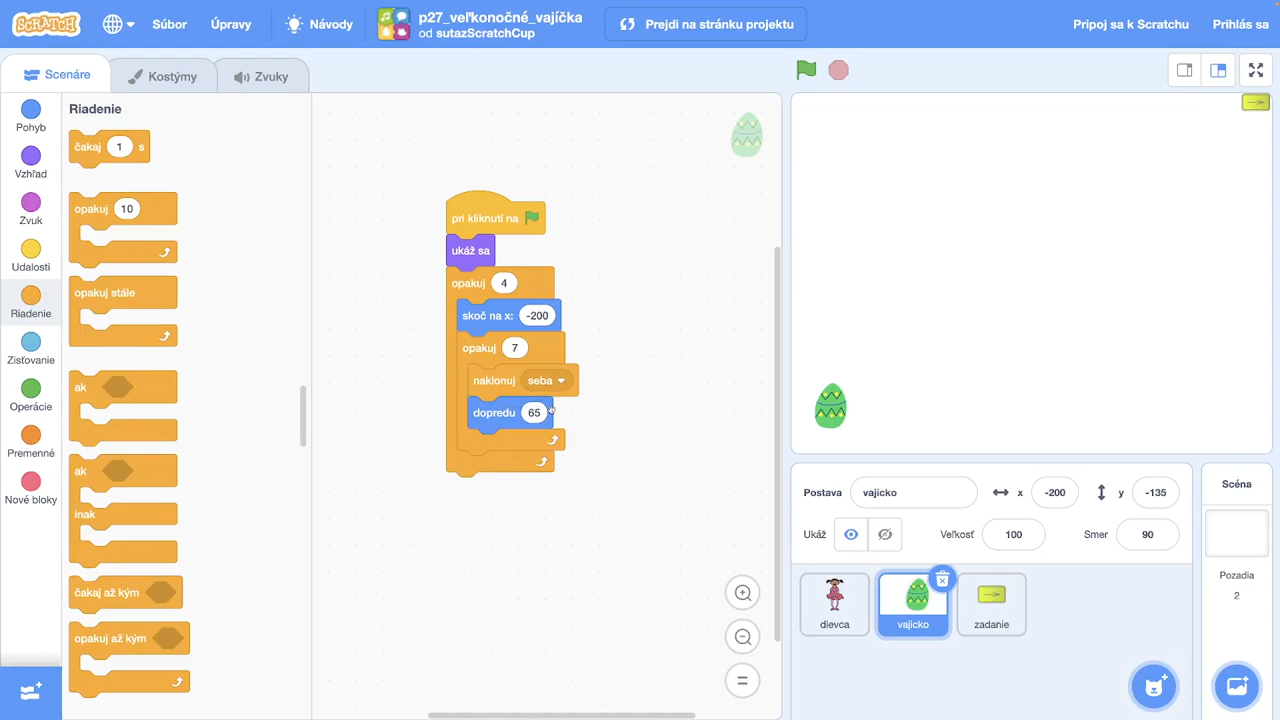 SCRATCH
Súbor
Úpravy
Návody
p27_veľkonočné_vajíčka
od sutazScratchCup
Prejdi na stránku projektu
Pripoj sa k Scratchu
Prihlás sa
Scenáre
Kostýmy
Zvuky
Pohyb
Vzhľad
Zvuk
Udalosti
Riadenie
Zisťovanie
Operácie
Premenné
Nové bloky
Riadenie
čakaj 1 s
opakuj 10
opakuj stále
ak
ak
inak
čakaj až kým
opakuj až kým
pri kliknutí na
ukáž sa
opakuj 4
skoč na x: -200
opakuj 7
naklonuj seba
dopredu 65
Postava vajicko x -200 y -135
Ukáž Veľkosť 100 Smer 90
dievca
vajicko
zadanie
Scéna
Pozadia
2